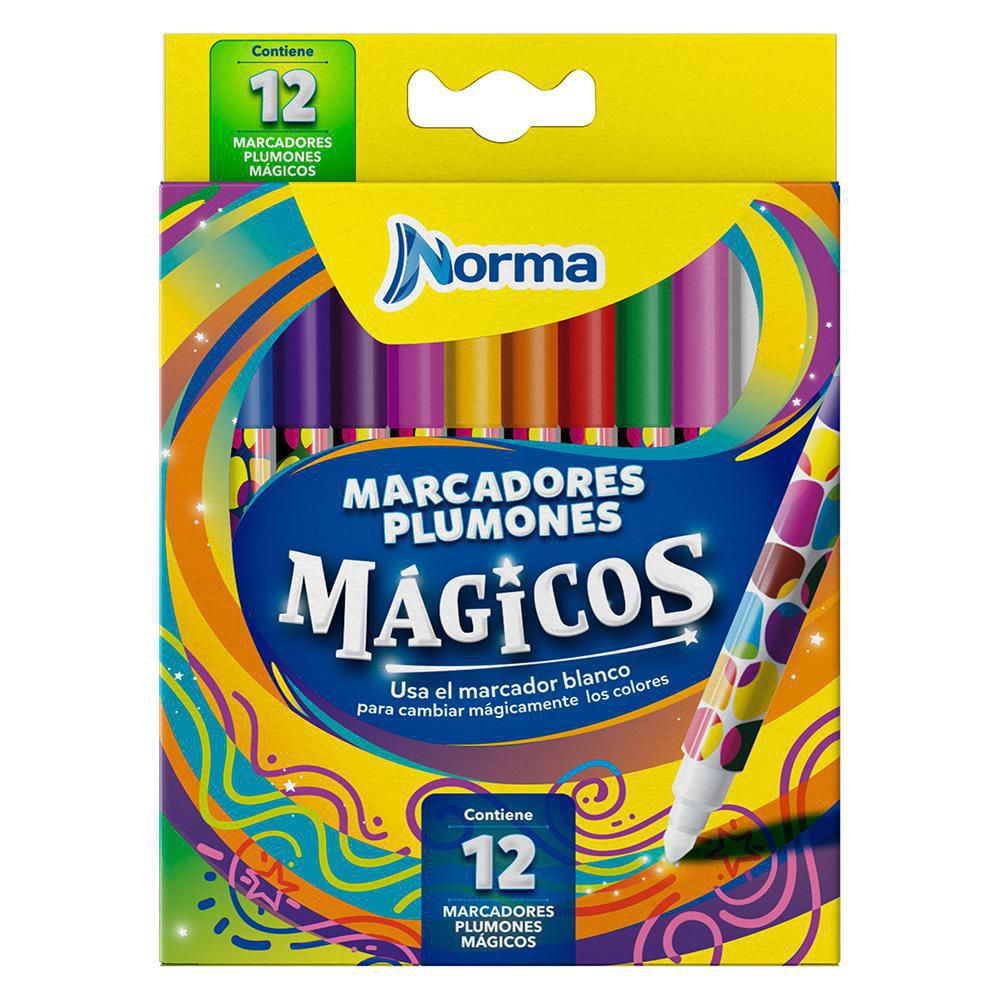 Contiene
12
MARCADORES
PLUMONES
MÁGICOS
Norma
MARCADORES
PLUMONES
MÁGiCOS
Usa el marcador blanco
para cambiar mágicamente los colores
Contiene
12
MARCADORES
PLUMONES
MÁGICOS